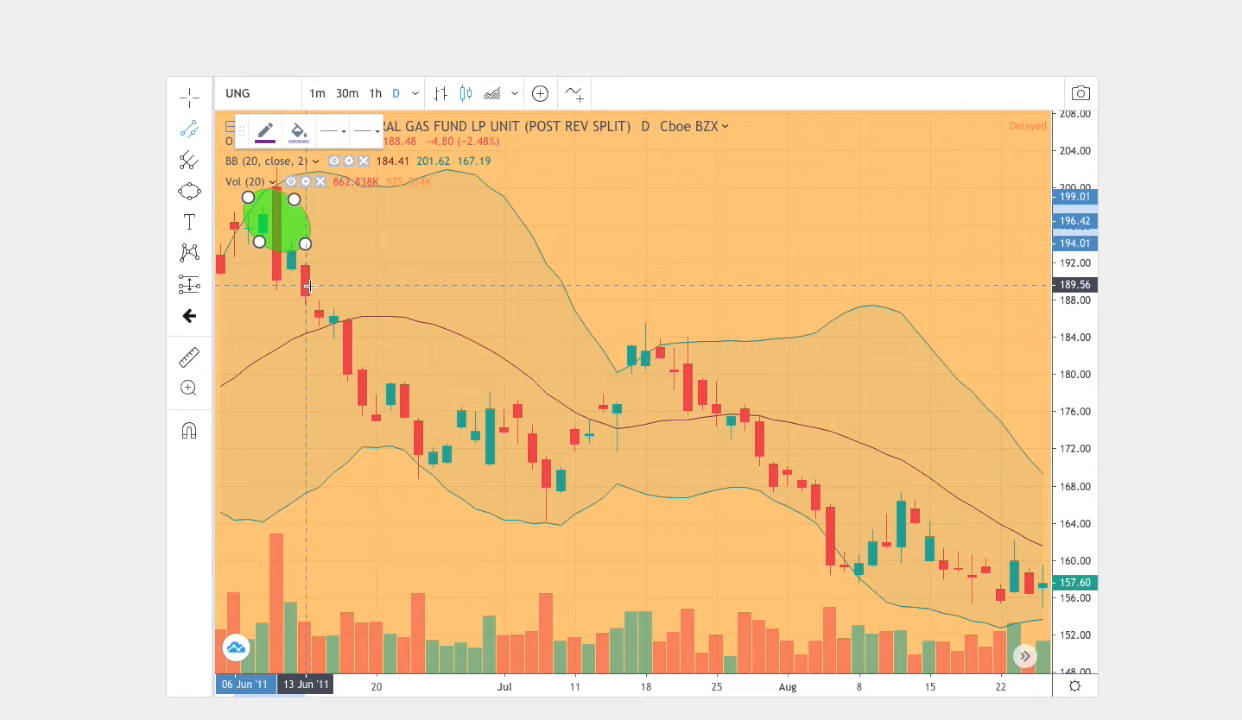 UNG 1m 30m 1h D
RAL GAS FUND LP UNIT (POST REV SPLIT) D Cboe BZX
Delayed
O 188.48 −4.80 (−2.48%)
BB (20, close, 2) 184.41 201.62 167.19
Vol (20) 862.838K
208.00
204.00
200.00
199.01
196.42
194.01
192.00
189.56
188.00
184.00
180.00
176.00
172.00
168.00
164.00
160.00
157.60
156.00
152.00
148.00
06 Jun '11 13 Jun '11 20 Jul 11 18 25 Aug 8 15 22